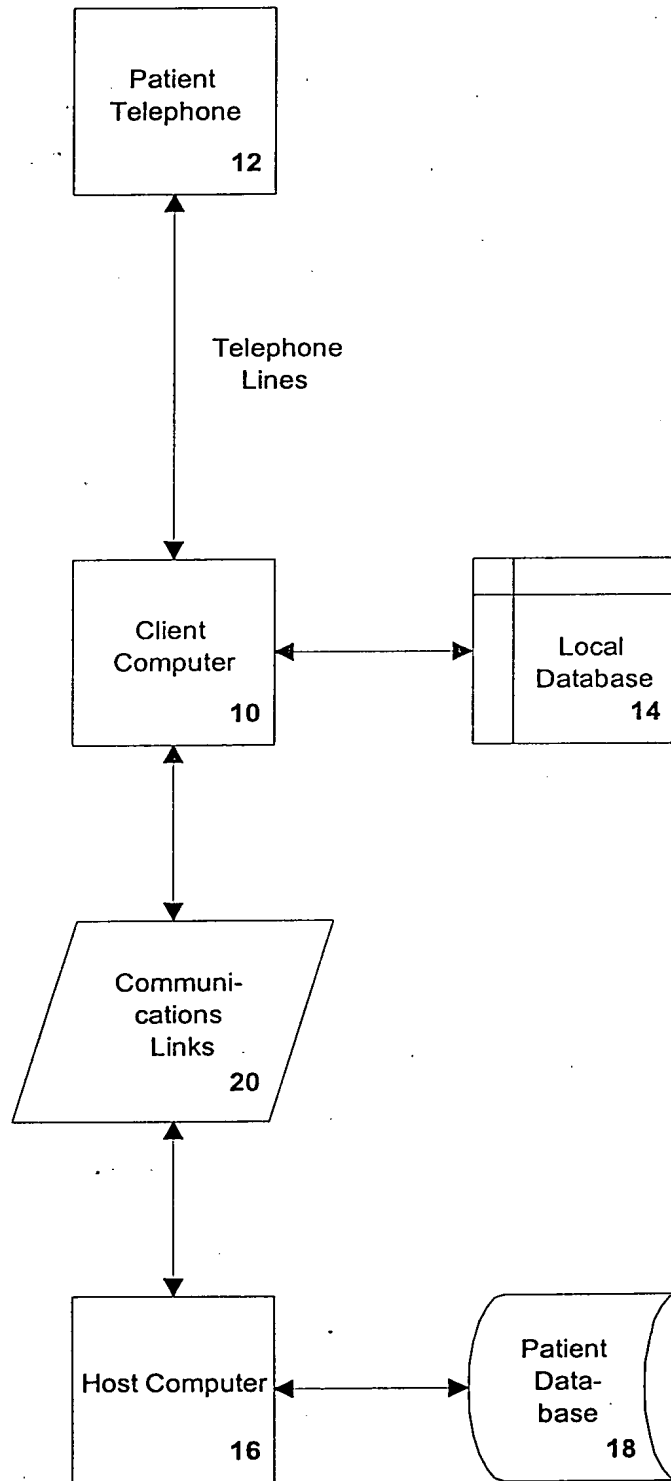 Patient
Telephone
12
Telephone
Lines
Client
Computer
10
Local
Database
14
Communi-
cations
Links
20
Host Computer
16
Patient
Data-
base
18